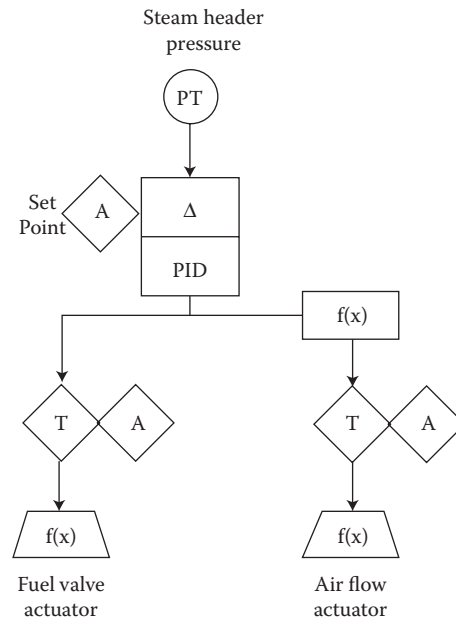 Steam header
pressure
PT
Set
Point
A
Δ
PID
f(x)
T
A
T
A
f(x)
f(x)
Fuel valve
actuator
Air flow
actuator